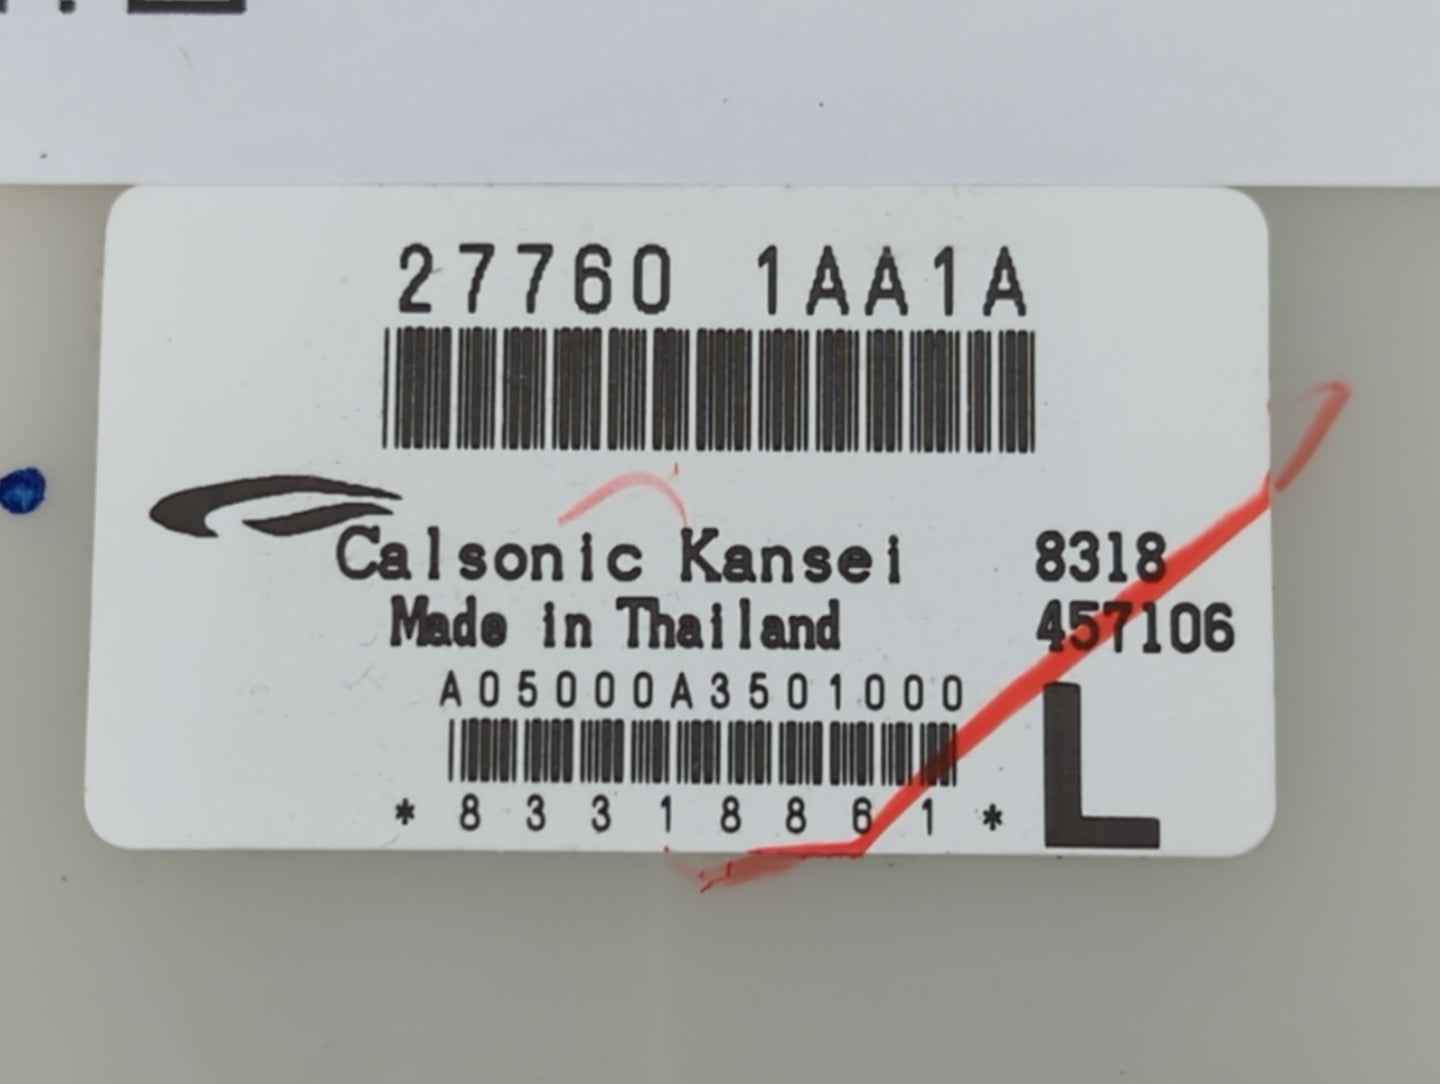 27760 1AA1A
Calsonic Kansei 8318
Made in Thailand 457106
A05000A3501000
*83318861*
L